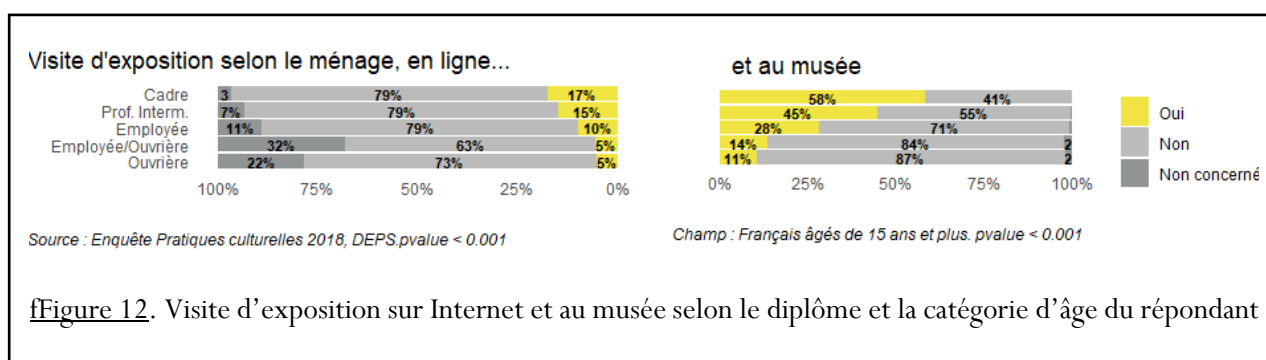 Visite d'exposition selon le ménage, en ligne...
et au musée
Cadre 3 79% 17%
Prof. Interm. 7% 79% 15%
Employée 11% 79% 10%
Employée/Ouvrière 32% 63% 5%
Ouvrière 22% 73% 5%
100% 75% 50% 25% 0%
58% 41%
45% 55%
28% 71%
14% 84% 2
11% 87% 2
0% 25% 50% 75% 100%
Oui
Non
Non concerné
Source : Enquête Pratiques culturelles 2018, DEPS.pvalue < 0.001
Champ : Français âgés de 15 ans et plus. pvalue < 0.001
fFigure 12. Visite d’exposition sur Internet et au musée selon le diplôme et la catégorie d’âge du répondant